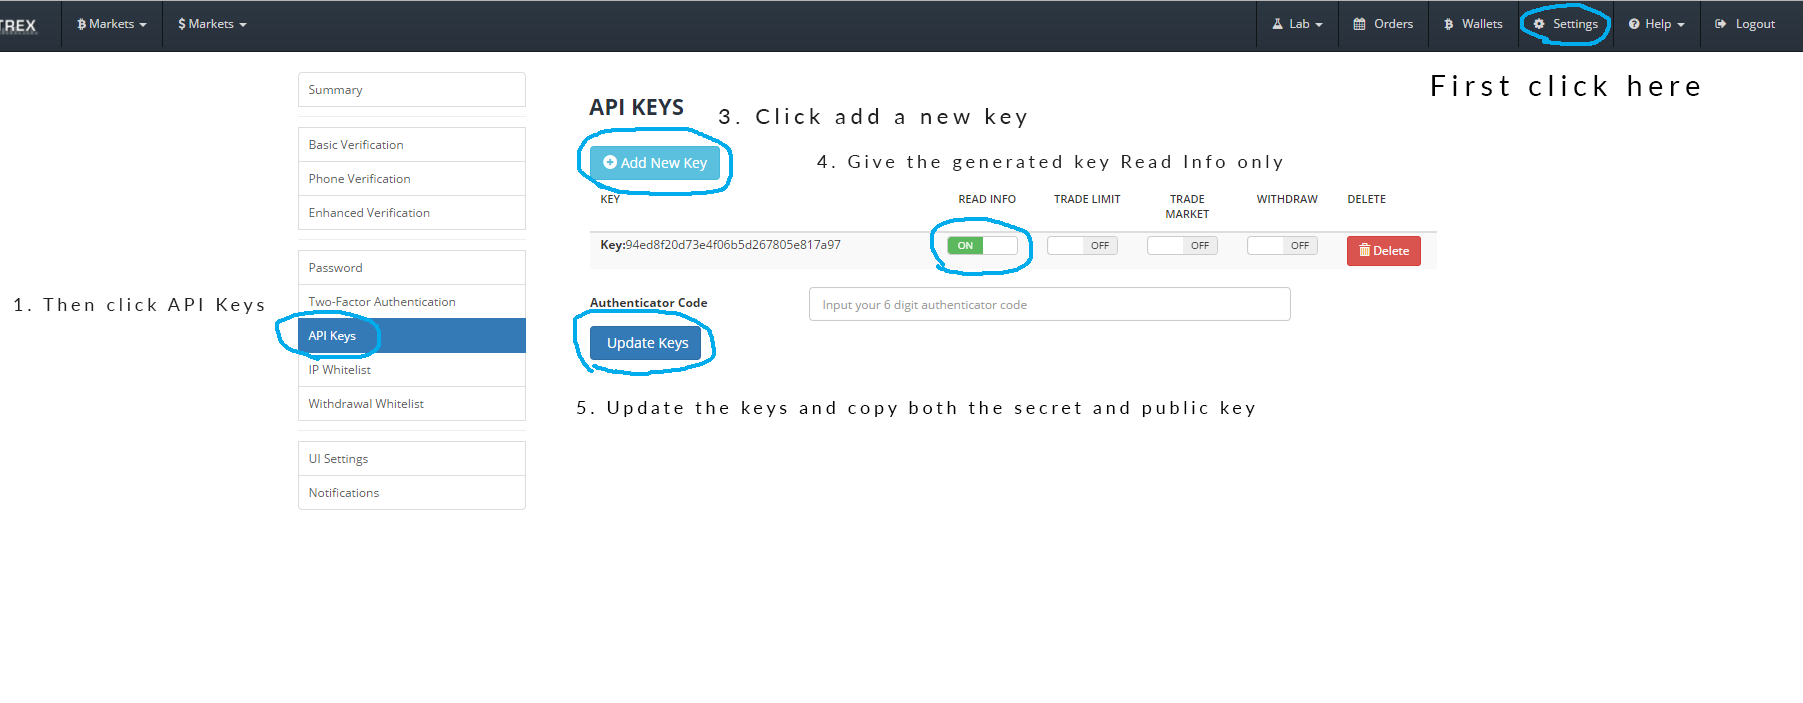 TREX
Markets
$ Markets
Lab
Orders
Wallets
Settings
Help
Logout
First click here
Summary
Basic Verification
Phone Verification
Enhanced Verification
Password
Two-Factor Authentication
1. Then click API Keys
API Keys
IP Whitelist
Withdrawal Whitelist
UI Settings
Notifications
API KEYS
3. Click add a new key
Add New Key
4. Give the generated key Read Info only
KEY READ INFO TRADE LIMIT TRADE MARKET WITHDRAW DELETE
Key:94ed8f20d73e4f06b5d267805e817a97 ON OFF OFF OFF Delete
Authenticator Code Input your 6 digit authenticator code
Update Keys
5. Update the keys and copy both the secret and public key